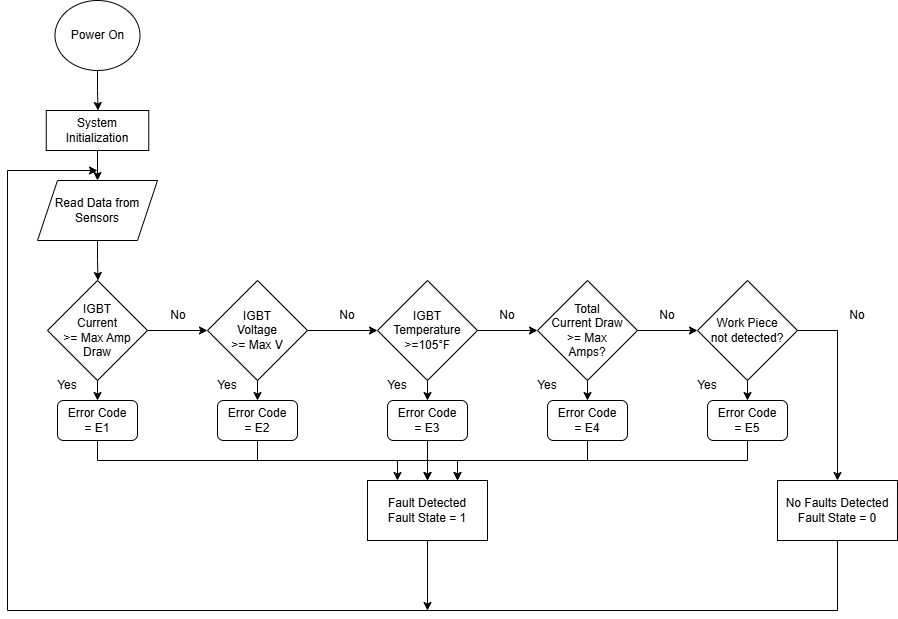 Power On
System
Initialization
Read Data from
Sensors
IGBT
Current
>= Max Amp
Draw
No
IGBT
Voltage
>= Max V
No
IGBT
Temperature
>=105°F
No
Total
Current Draw
>= Max
Amps?
No
Work Piece
not detected?
No
Yes
Yes
Yes
Yes
Yes
Error Code
= E1
Error Code
= E2
Error Code
= E3
Error Code
= E4
Error Code
= E5
Fault Detected
Fault State = 1
No Faults Detected
Fault State = 0